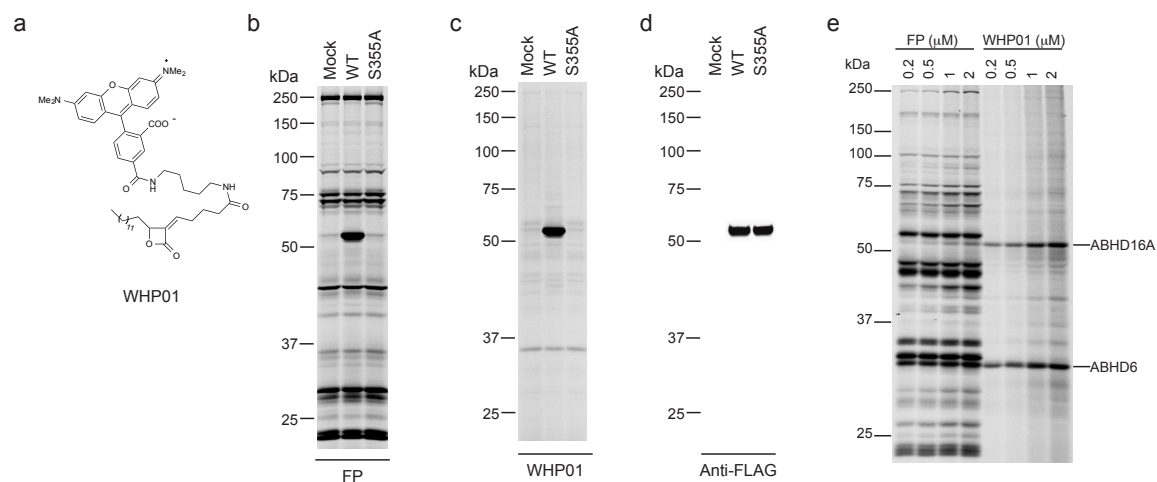 a
N
+
NMe₂
O
Me₂N
COO
-
O
N
H
NH
O
( )₁₁
O
O
WHP01
b
Mock
WT
S355A
kDa
250
150
100
75
50
37
25
FP
c
Mock
WT
S355A
kDa
250
150
100
75
50
37
25
WHP01
d
Mock
WT
S355A
kDa
250
150
100
75
50
37
25
Anti-FLAG
e
FP (μM) WHP01 (μM)
kDa 0.2 0.5 1 2 0.2 0.5 1 2
250
150
100
75
50
37
25
ABHD16A
ABHD6